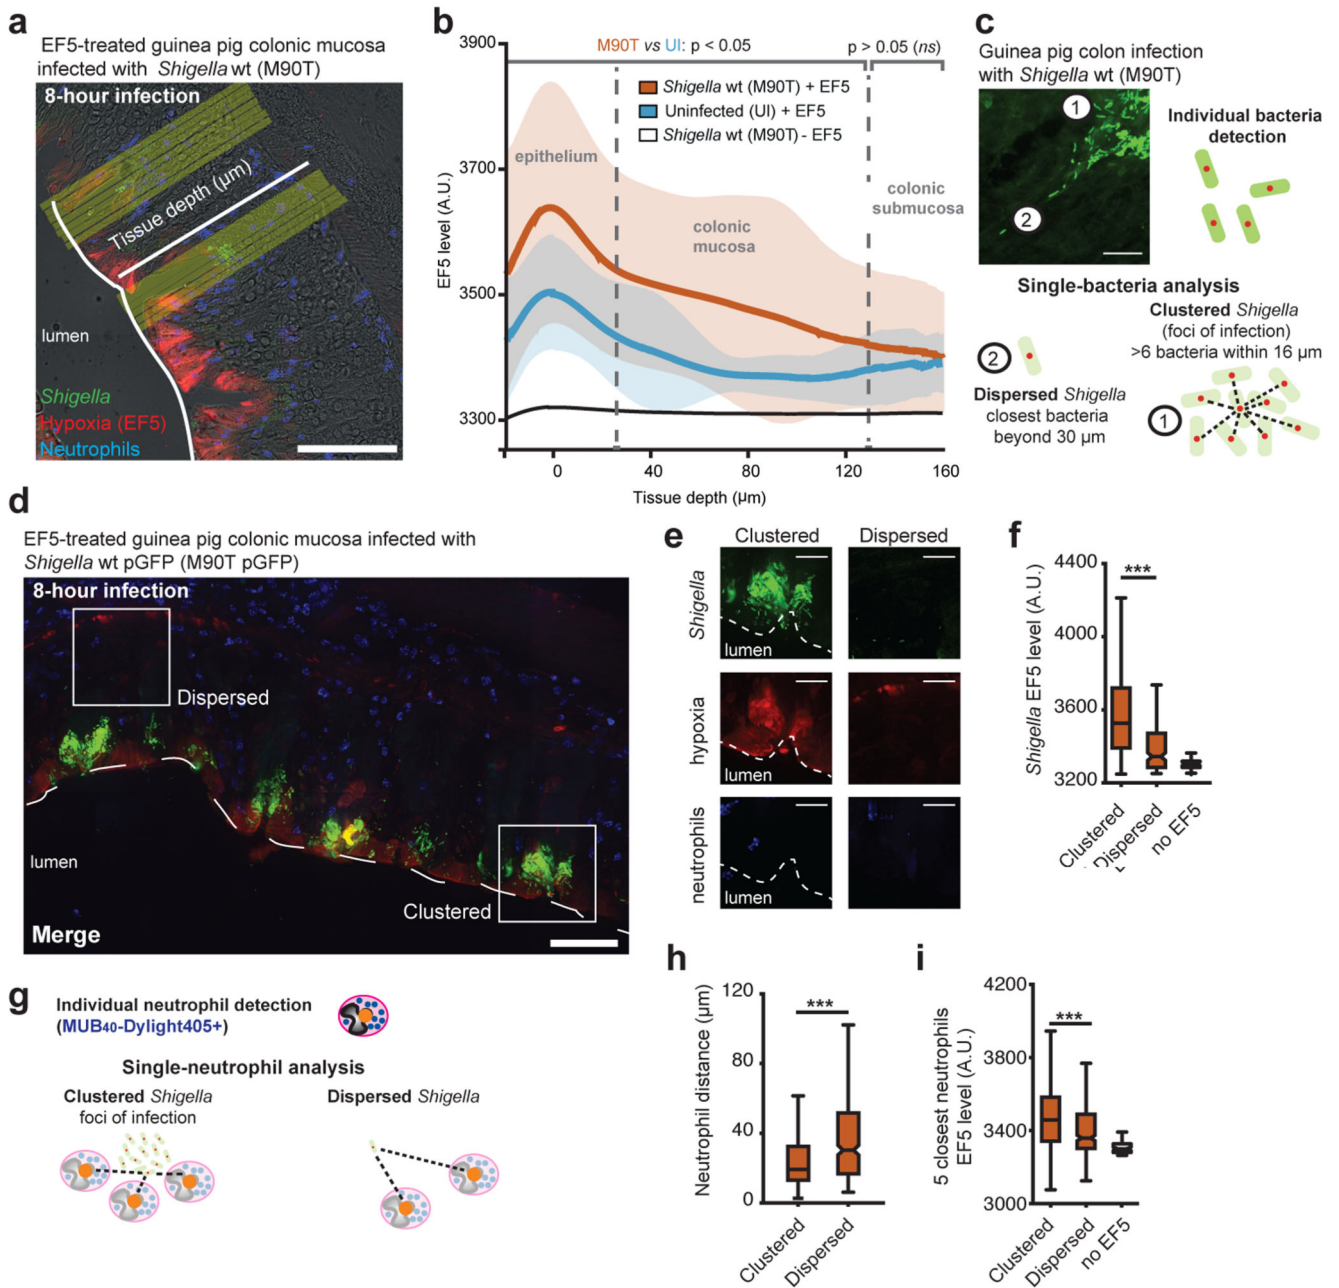 a
EF5-treated guinea pig colonic mucosa
infected with Shigella wt (M90T)
8-hour infection
Tissue depth (µm)
lumen
Shigella
Hypoxia (EF5)
Neutrophils
b
M90T vs UI: p < 0.05
p > 0.05 (ns)
Shigella wt (M90T) + EF5
Uninfected (UI) + EF5
Shigella wt (M90T) - EF5
epithelium
colonic
mucosa
colonic
submucosa
EF5 level (A.U.)
3900
3700
3500
3300
0
40
80
120
160
Tissue depth (µm)
c
Guinea pig colon infection
with Shigella wt (M90T)
1
2
Individual bacteria
detection
Single-bacteria analysis
Clustered Shigella
(foci of infection)
>6 bacteria within 16 µm
2
Dispersed Shigella
closest bacteria
beyond 30 µm
1
d
EF5-treated guinea pig colonic mucosa infected with
Shigella wt pGFP (M90T pGFP)
8-hour infection
Dispersed
lumen
Clustered
Merge
e
Clustered
Dispersed
Shigella
lumen
hypoxia
lumen
neutrophils
lumen
f
Shigella EF5 level (A.U.)
4400
4000
3600
3200
***
Clustered
Dispersed
no EF5
g
Individual neutrophil detection
(MUB40-Dylight405+)
Single-neutrophil analysis
Clustered Shigella
foci of infection
Dispersed Shigella
h
Neutrophil distance (µm)
120
80
40
0
***
Clustered
Dispersed
i
5 closest neutrophils
EF5 level (A.U.)
4200
3800
3400
3000
***
Clustered
Dispersed
no EF5